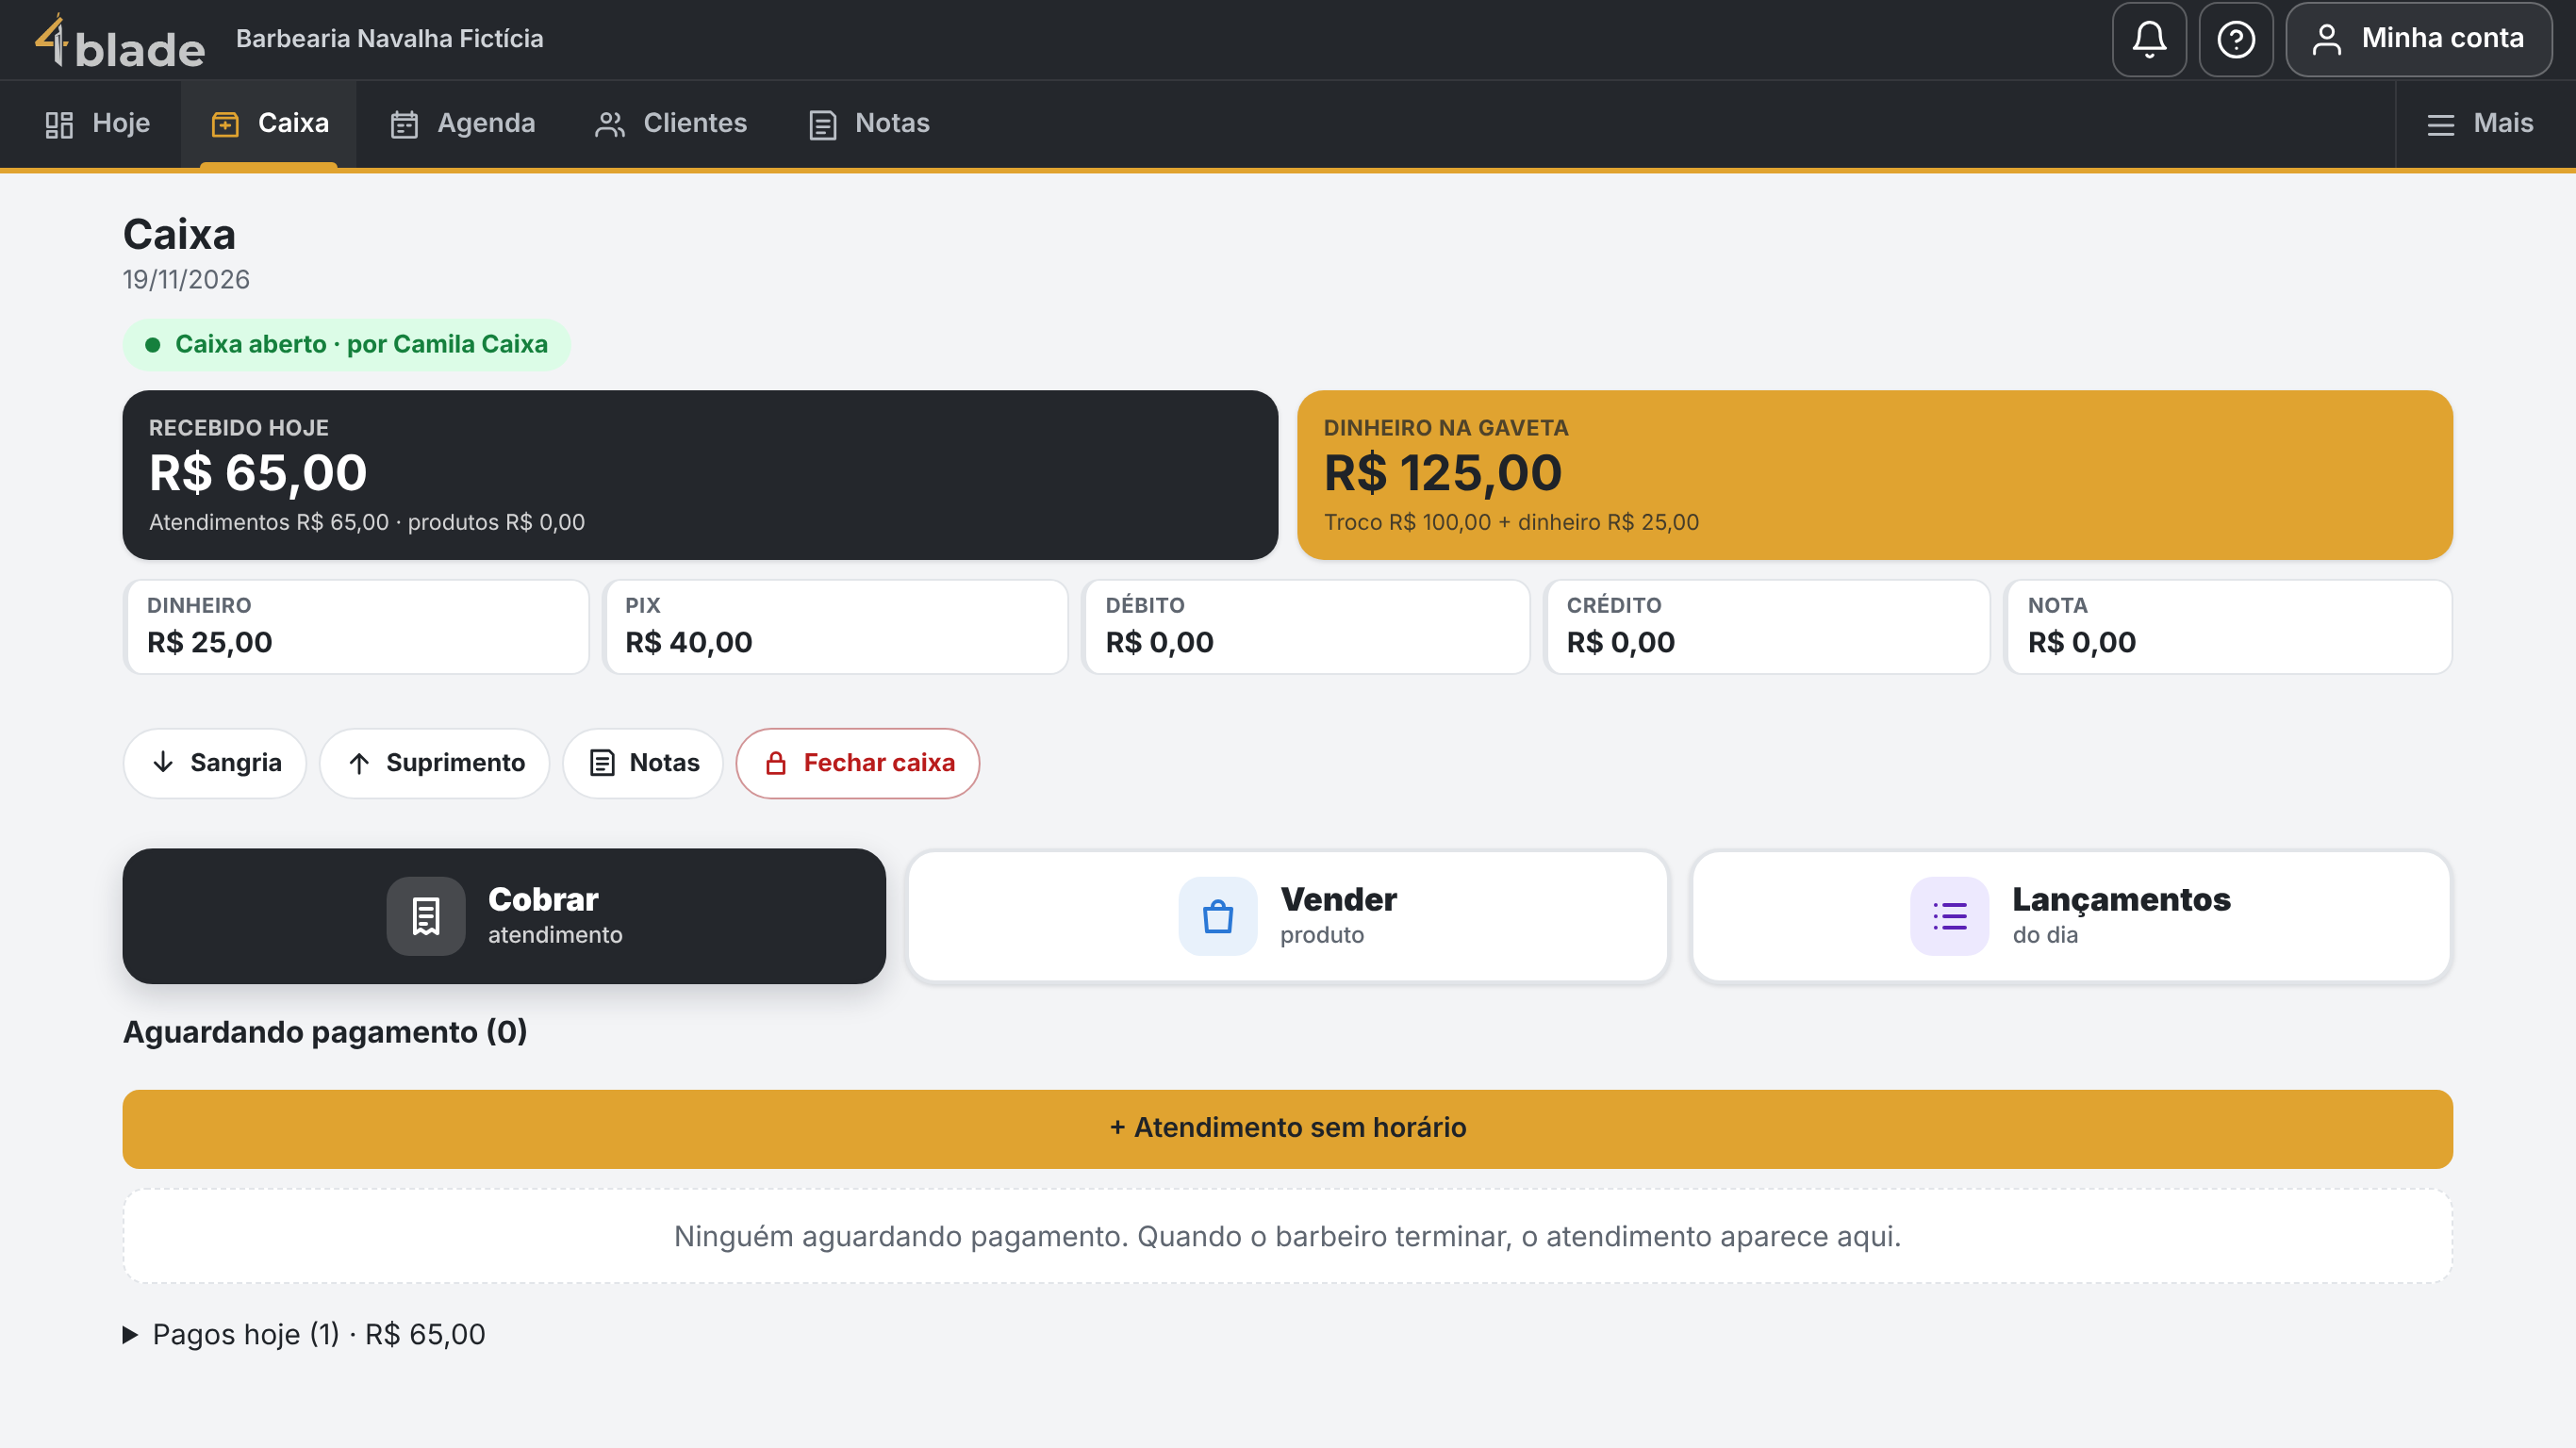 4blade
Barbearia Navalha Fictícia
Minha conta
Hoje
Caixa
Agenda
Clientes
Notas
Mais
Caixa
19/11/2026
Caixa aberto · por Camila Caixa
RECEBIDO HOJE
R$ 65,00
Atendimentos R$ 65,00 · produtos R$ 0,00
DINHEIRO NA GAVETA
R$ 125,00
Troco R$ 100,00 + dinheiro R$ 25,00
DINHEIRO
R$ 25,00
PIX
R$ 40,00
DÉBITO
R$ 0,00
CRÉDITO
R$ 0,00
NOTA
R$ 0,00
Sangria
Suprimento
Notas
Fechar caixa
Cobrar
atendimento
Vender
produto
Lançamentos
do dia
Aguardando pagamento (0)
+ Atendimento sem horário
Ninguém aguardando pagamento. Quando o barbeiro terminar, o atendimento aparece aqui.
Pagos hoje (1) · R$ 65,00